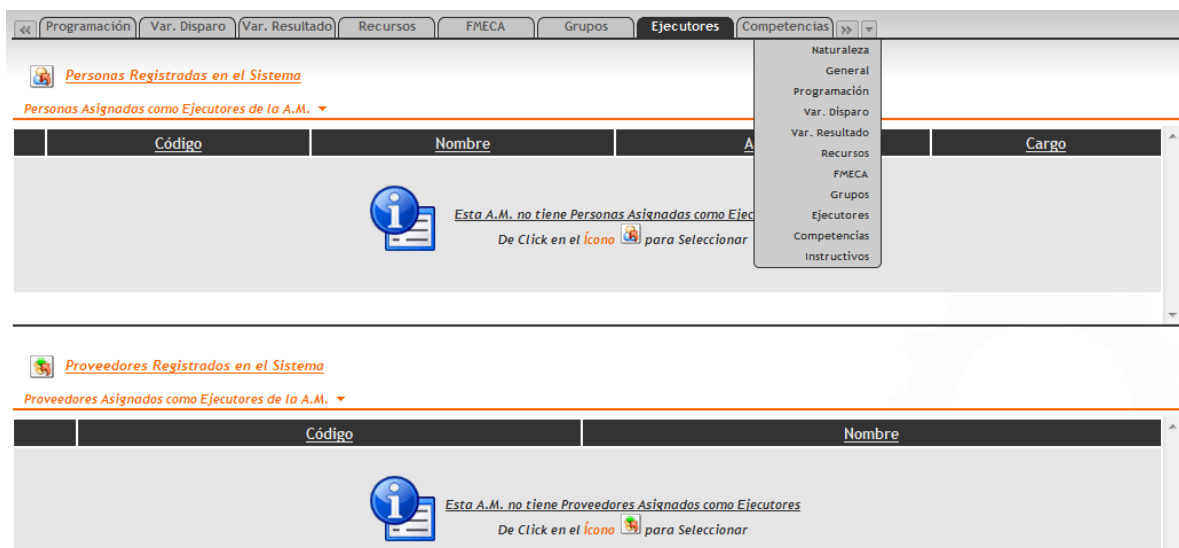 Programación Var. Disparo Var. Resultado Recursos FMECA Grupos Ejecutores Competencias
Naturaleza
General
Programación
Var. Disparo
Var. Resultado
Recursos
FMECA
Grupos
Ejecutores
Competencias
Instructivos
Personas Registradas en el Sistema
Personas Asignadas como Ejecutores de la A.M.
Código Nombre A Cargo
Esta A.M. no tiene Personas Asignadas como Ejec
De Click en el Ícono para Seleccionar
Proveedores Registrados en el Sistema
Proveedores Asignados como Ejecutores de la A.M.
Código Nombre
Esta A.M. no tiene Proveedores Asignados como Ejecutores
De Click en el Ícono para Seleccionar